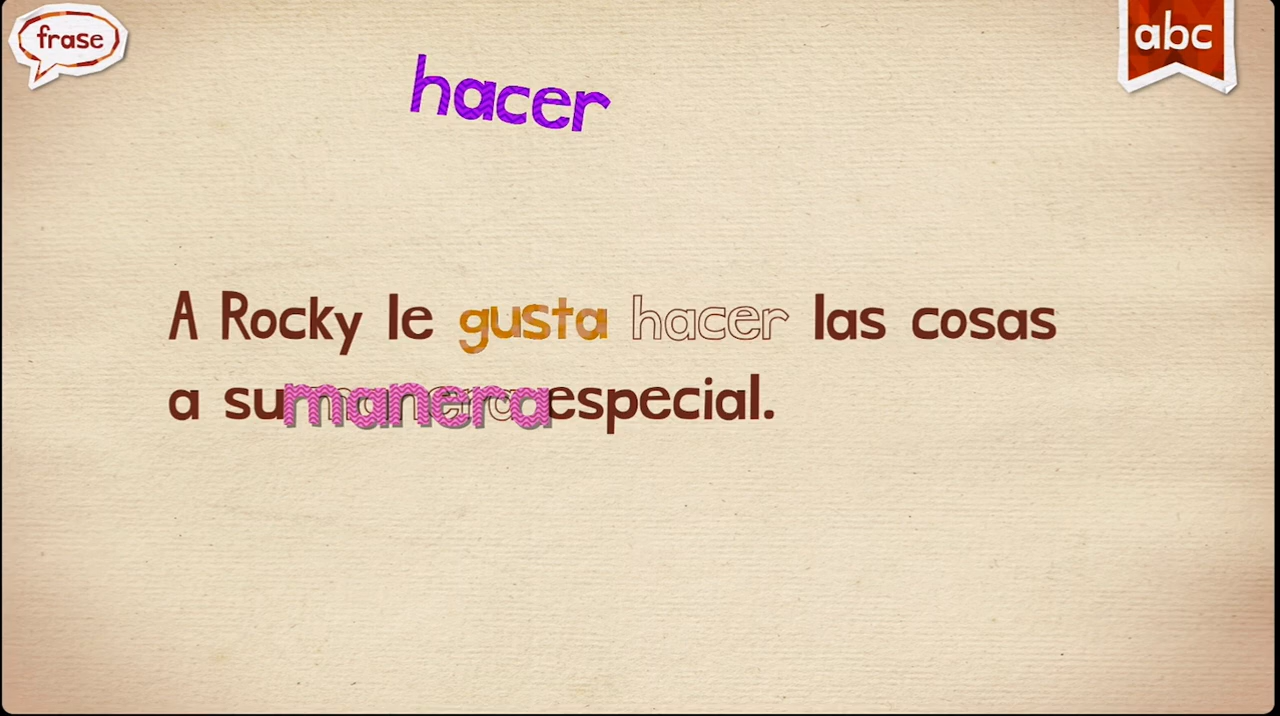 frase
abc
hacer
A Rocky le gusta hacer las cosas
a su manera especial.